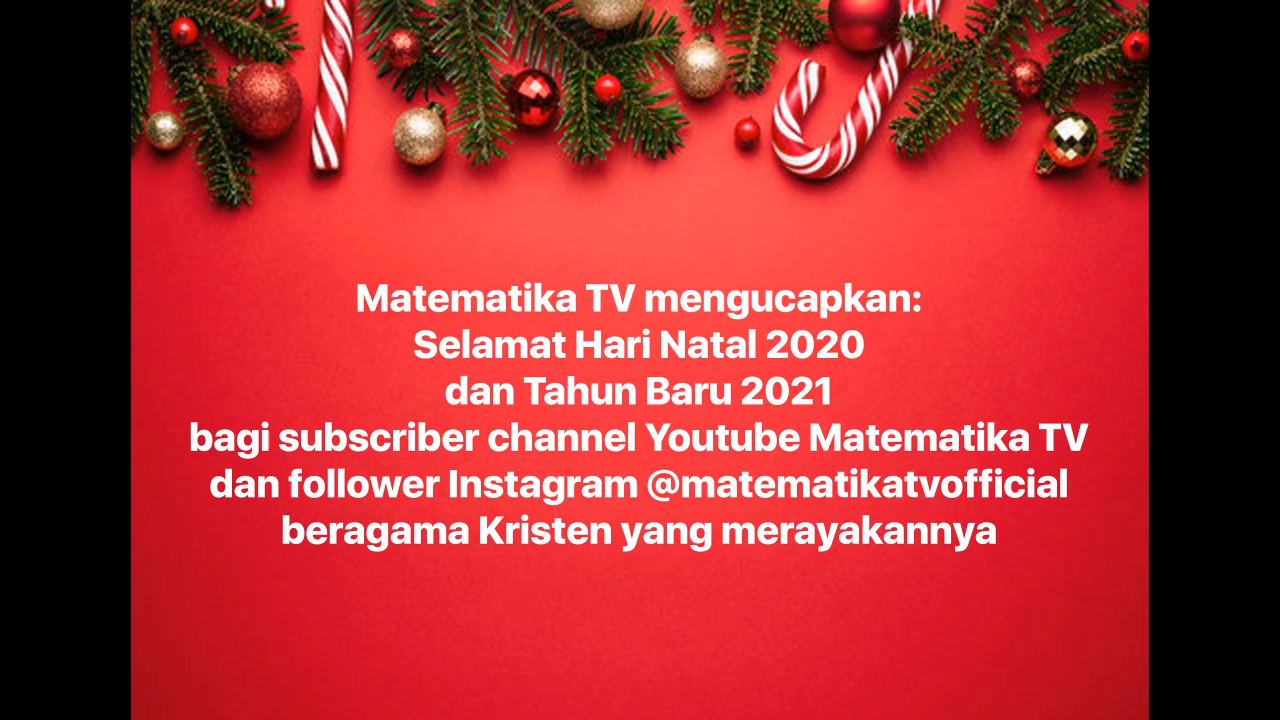 Matematika TV mengucapkan:
Selamat Hari Natal 2020
dan Tahun Baru 2021
bagi subscriber channel Youtube Matematika TV
dan follower Instagram @matematikatvofficial
beragama Kristen yang merayakannya